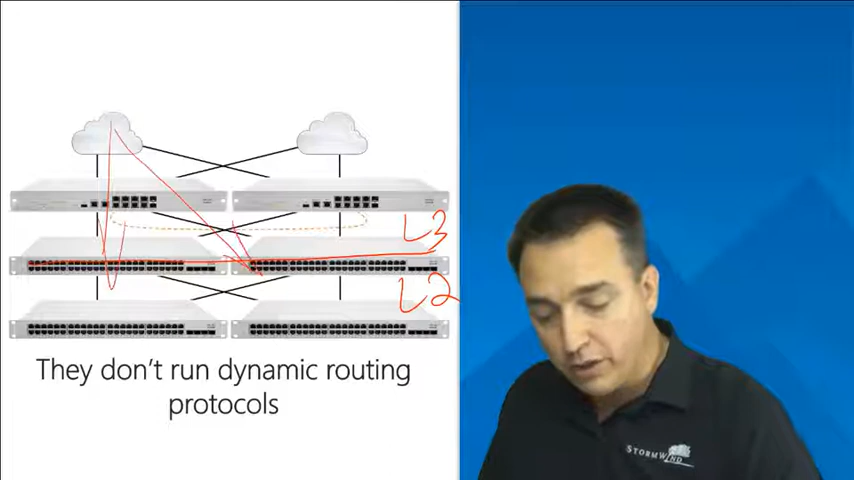 L3
L2
They don't run dynamic routing
protocols
STORMWIND